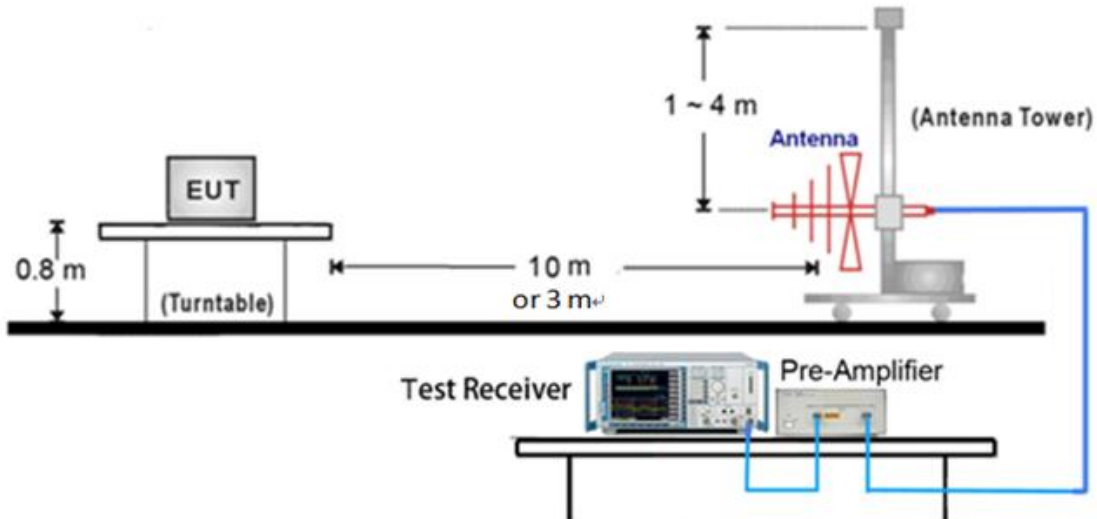 1 ~ 4 m
(Antenna Tower)
Antenna
EUT
0.8 m
(Turntable)
10 m
or 3 m↵
Test Receiver
Pre-Amplifier